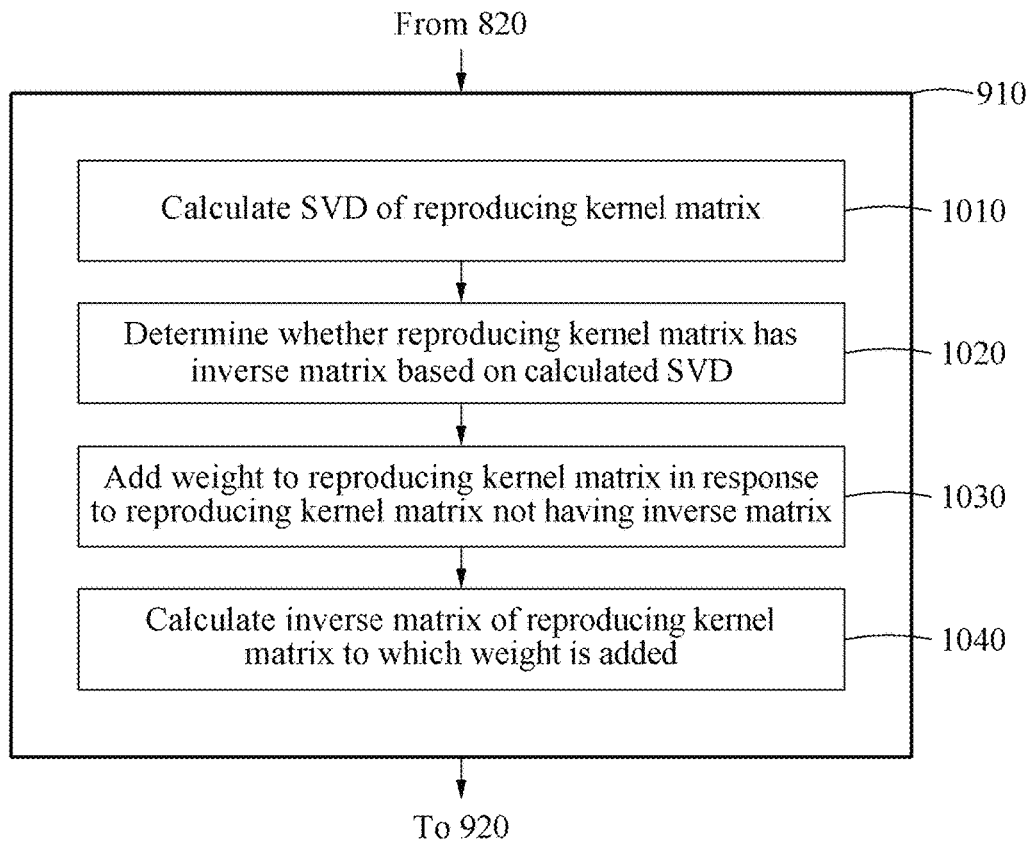 From 820
910
Calculate SVD of reproducing kernel matrix
1010
Determine whether reproducing kernel matrix has
inverse matrix based on calculated SVD
1020
Add weight to reproducing kernel matrix in response
to reproducing kernel matrix not having inverse matrix
1030
Calculate inverse matrix of reproducing kernel
matrix to which weight is added
1040
To 920